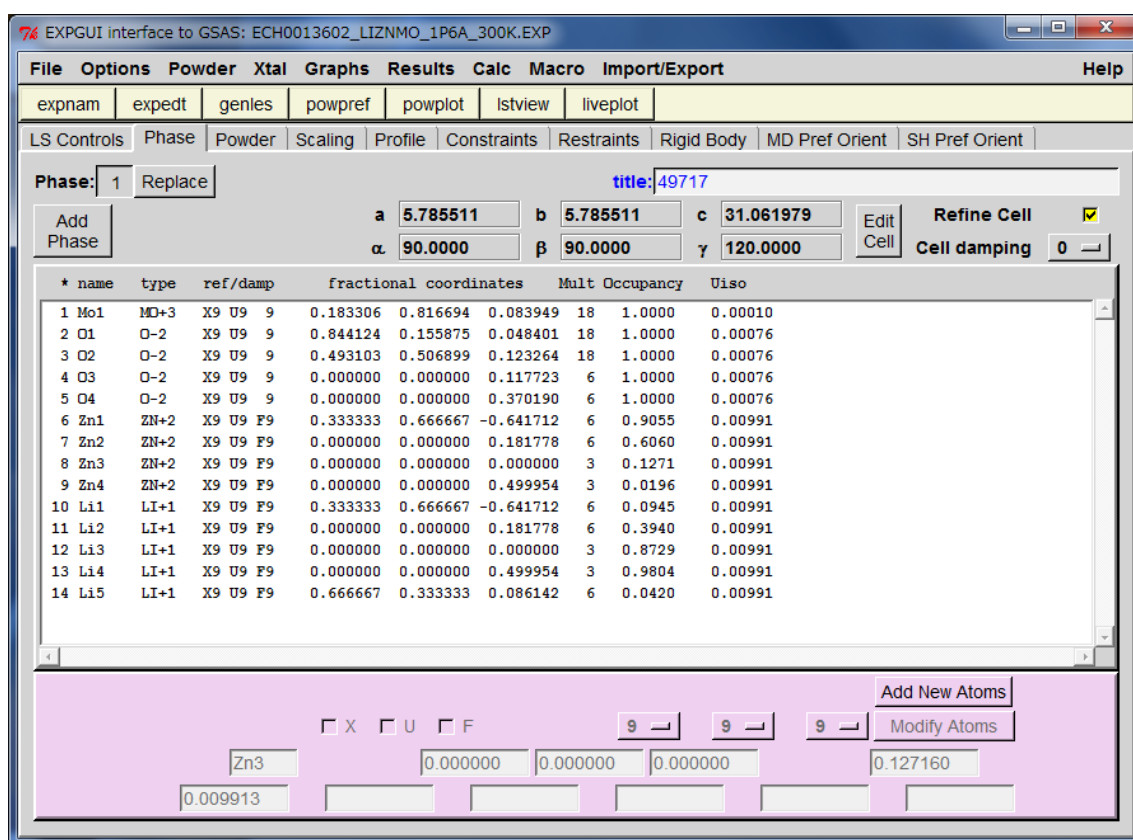 7% EXPGUI interface to GSAS: ECH0013602_LIZNMO_1P6A_300K.EXP
File Options Powder Xtal Graphs Results Calc Macro Import/Export Help
expnam expedt genles powpref powplot lstview liveplot
LS Controls Phase Powder Scaling Profile Constraints Restraints Rigid Body MD Pref Orient SH Pref Orient
Phase: 1 Replace title: 49717
Add Phase a 5.785511 b 5.785511 c 31.061979 Edit Cell Refine Cell
α 90.0000 β 90.0000 γ 120.0000 Cell damping 0
* name type ref/damp fractional coordinates Mult Occupancy Uiso
1 Mo1 MO+3 X9 U9 9 0.183306 0.816694 0.083949 18 1.0000 0.00010
2 O1 O-2 X9 U9 9 0.844124 0.155875 0.048401 18 1.0000 0.00076
3 O2 O-2 X9 U9 9 0.493103 0.506899 0.123264 18 1.0000 0.00076
4 O3 O-2 X9 U9 9 0.000000 0.000000 0.117723 6 1.0000 0.00076
5 O4 O-2 X9 U9 9 0.000000 0.000000 0.370190 6 1.0000 0.00076
6 Zn1 ZN+2 X9 U9 F9 0.333333 0.666667 -0.641712 6 0.9055 0.00991
7 Zn2 ZN+2 X9 U9 F9 0.000000 0.000000 0.181778 6 0.6060 0.00991
8 Zn3 ZN+2 X9 U9 F9 0.000000 0.000000 0.000000 3 0.1271 0.00991
9 Zn4 ZN+2 X9 U9 F9 0.000000 0.000000 0.499954 3 0.0196 0.00991
10 Li1 LI+1 X9 U9 F9 0.333333 0.666667 -0.641712 6 0.0945 0.00991
11 Li2 LI+1 X9 U9 F9 0.000000 0.000000 0.181778 6 0.3940 0.00991
12 Li3 LI+1 X9 U9 F9 0.000000 0.000000 0.000000 3 0.8729 0.00991
13 Li4 LI+1 X9 U9 F9 0.000000 0.000000 0.499954 3 0.9804 0.00991
14 Li5 LI+1 X9 U9 F9 0.666667 0.333333 0.086142 6 0.0420 0.00991
Add New Atoms
X U F 9 9 9 Modify Atoms
Zn3 0.000000 0.000000 0.000000 0.127160
0.009913